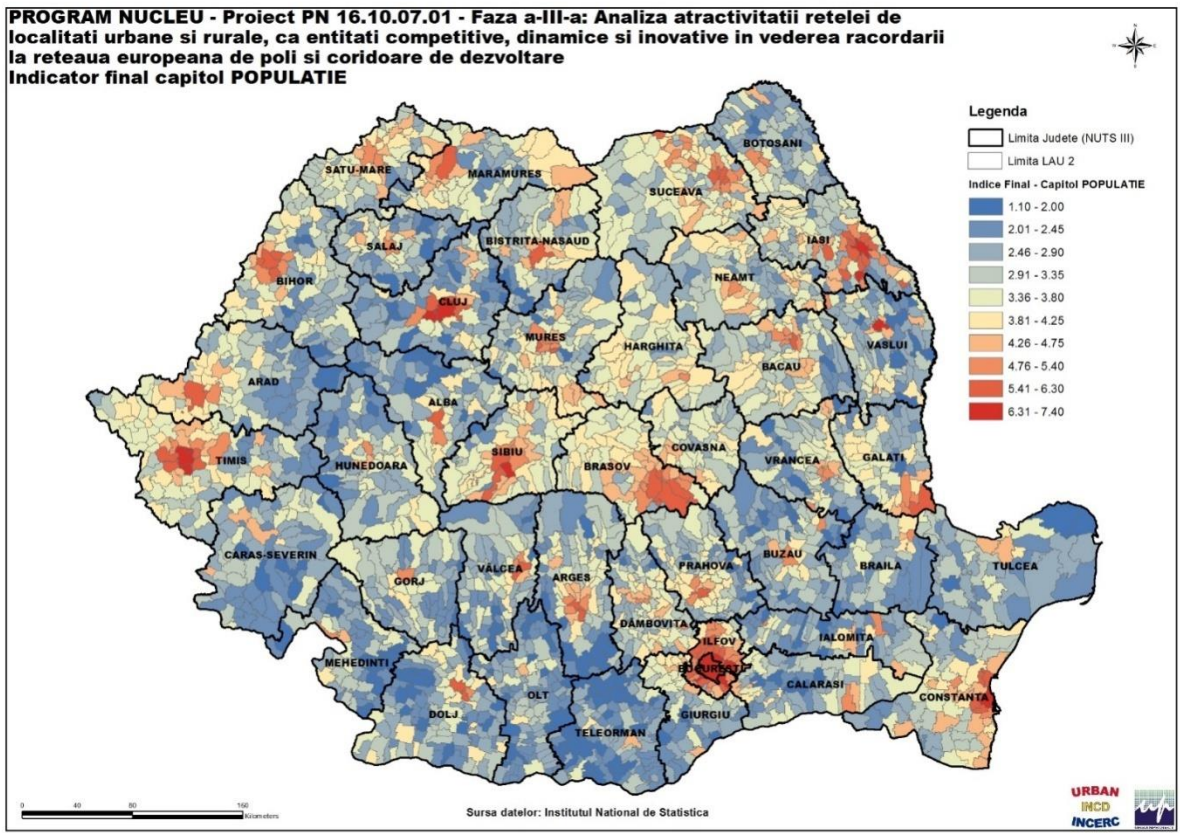 PROGRAM NUCLEU - Proiect PN 16.10.07.01 - Faza a-III-a: Analiza atractivitatii retelei de
localitati urbane si rurale, ca entitati competitive, dinamice si inovative in vederea racordarii
la reteaua europeana de poli si coridoare de dezvoltare
Indicator final capitol POPULATIE
N
Legenda
Limita Judete (NUTS III)
Limita LAU 2
Indice Final - Capitol POPULATIE
1.10 - 2.00
2.01 - 2.45
2.46 - 2.90
2.91 - 3.35
3.36 - 3.80
3.81 - 4.25
4.26 - 4.75
4.76 - 5.40
5.41 - 6.30
6.31 - 7.40
BOTOSANI
SATU-MARE
MARAMURES
SUCEAVA
SALAJ
BISTRITA-NASAUD
IASI
BIHOR
NEAMT
CLUJ
MURES
HARGHITA
VASLUI
BACAU
ARAD
ALBA
TIMIS
HUNEDOARA
SIBIU
BRASOV
COVASNA
VRANCEA
GALATI
CARAS-SEVERIN
GORJ
VÂLCEA
ARGES
PRAHOVA
BUZAU
BRAILA
TULCEA
DÂMBOVITA
ILFOV
IALOMITA
MEHEDINTI
BUCURESTI
CALARASI
CONSTANTA
DOLJ
OLT
GIURGIU
TELEORMAN
0 40 80 160
Kilometers
Sursa datelor: Institutul National de Statistica
URBAN
INCD
INCERC